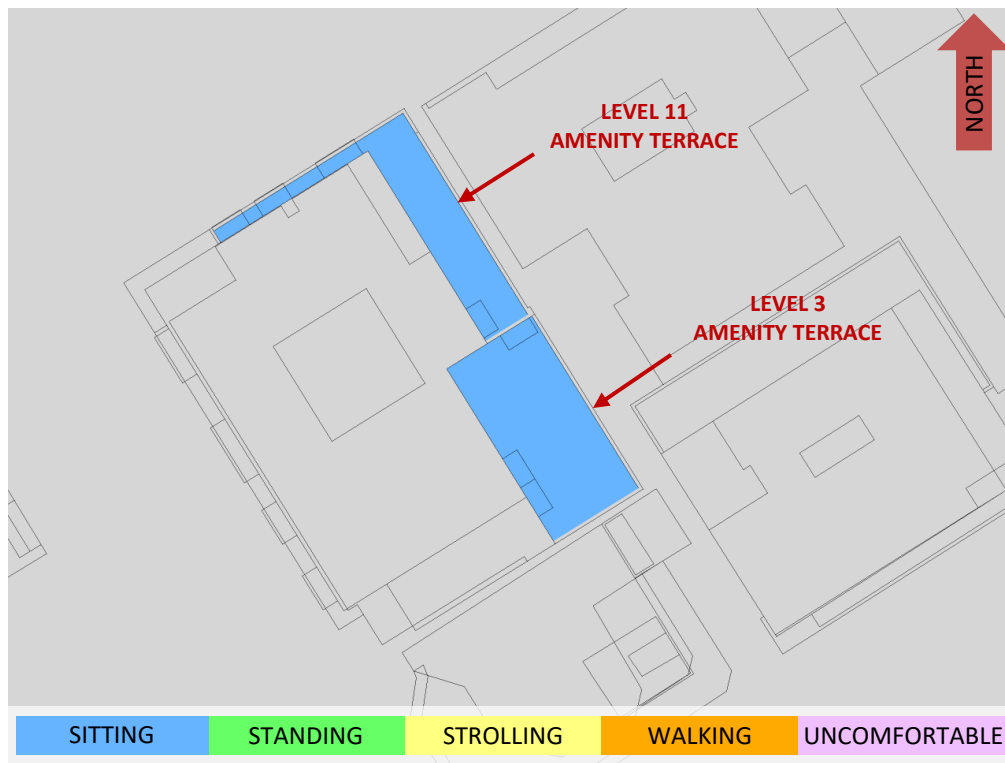 NORTH
LEVEL 11
AMENITY TERRACE
LEVEL 3
AMENITY TERRACE
SITTING
STANDING
STROLLING
WALKING
UNCOMFORTABLE